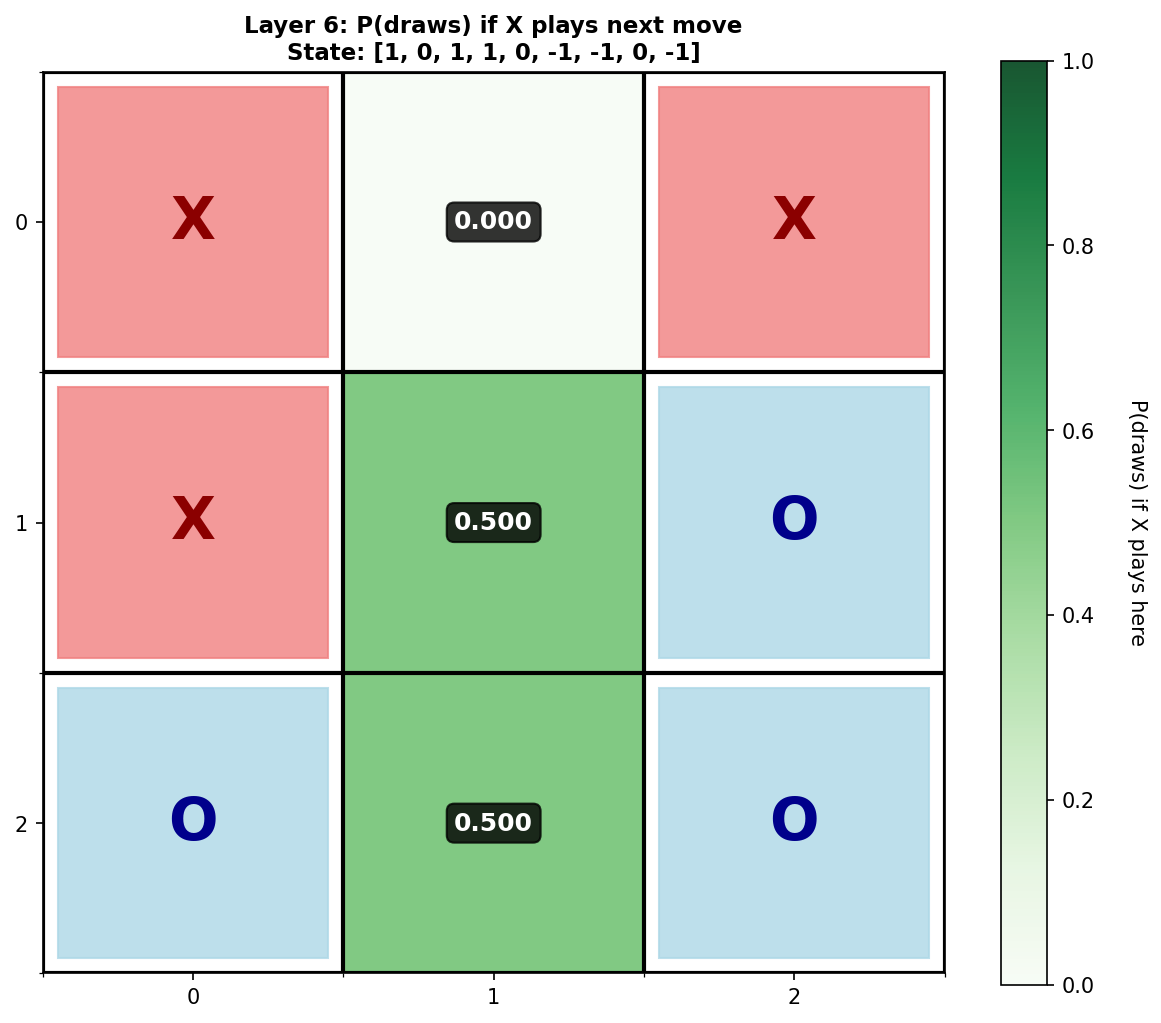 Layer 6: P(draws) if X plays next move
State: [1, 0, 1, 1, 0, -1, -1, 0, -1]
X
0.000
X
X
0.500
O
O
0.500
O
0
1
2
0
1
2
1.0
0.8
0.6
0.4
0.2
0.0
P(draws) if X plays here